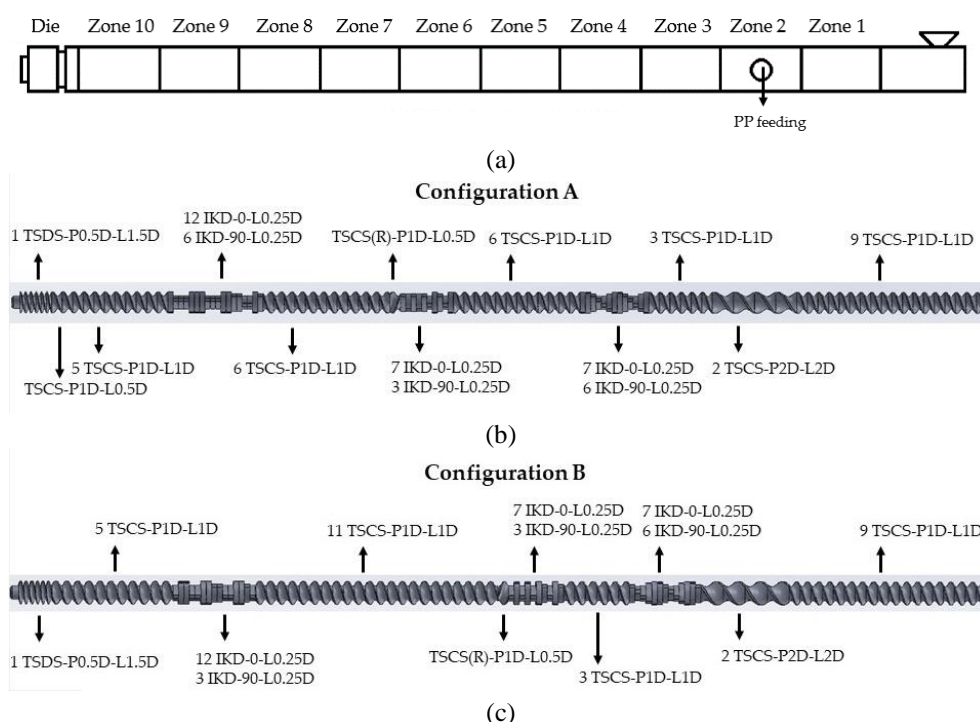 Die Zone 10 Zone 9 Zone 8 Zone 7 Zone 6 Zone 5 Zone 4 Zone 3 Zone 2 Zone 1
PP feeding
(a)
Configuration A
12 IKD-0-L0.25D
1 TSDS-P0.5D-L1.5D 6 IKD-90-L0.25D TSCS(R)-P1D-L0.5D 6 TSCS-P1D-L1D 3 TSCS-P1D-L1D 9 TSCS-P1D-L1D
5 TSCS-P1D-L1D 6 TSCS-P1D-L1D 7 IKD-0-L0.25D 7 IKD-0-L0.25D 2 TSCS-P2D-L2D
TSCS-P1D-L0.5D 3 IKD-90-L0.25D 6 IKD-90-L0.25D
(b)
Configuration B
7 IKD-0-L0.25D 7 IKD-0-L0.25D
5 TSCS-P1D-L1D 11 TSCS-P1D-L1D 3 IKD-90-L0.25D 6 IKD-90-L0.25D 9 TSCS-P1D-L1D
1 TSDS-P0.5D-L1.5D 12 IKD-0-L0.25D TSCS(R)-P1D-L0.5D 2 TSCS-P2D-L2D
3 IKD-90-L0.25D 3 TSCS-P1D-L1D
(c)